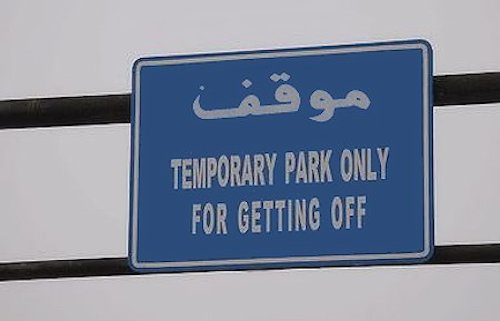 موقف
TEMPORARY PARK ONLY
FOR GETTING OFF